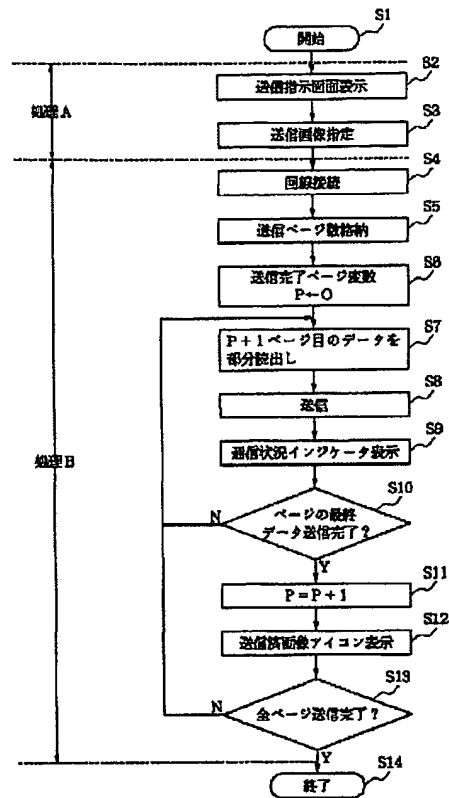 S1
開始
S2
送信指示画面表示
処理A
S3
送信画像指定
S4
回線接続
S5
送信ページ数格納
S6
送信完了ページ変数
P←0
S7
P+1ページ目のデータを
部分読出し
S8
送信
S9
通信状況インジケータ表示
処理B
S10
ページの最終
データ送信完了?
N
Y
S11
P=P+1
S12
送信済画像アイコン表示
S13
全ページ送信完了?
N
Y
S14
終了